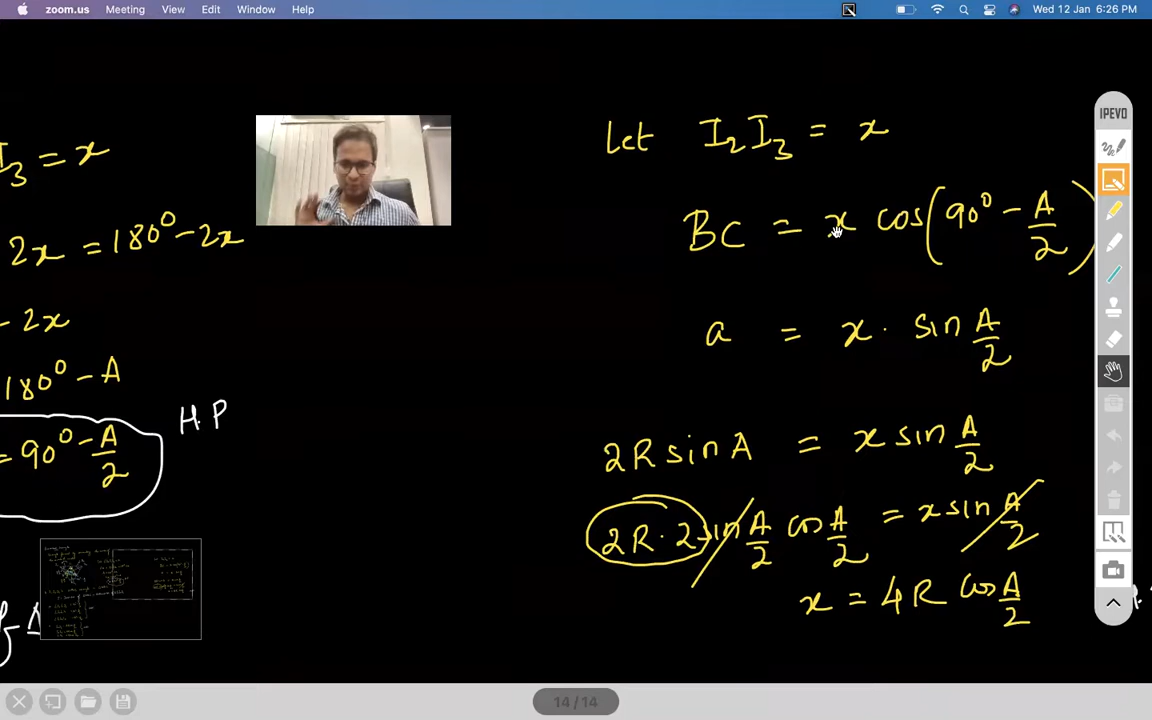 zoom.us Meeting View Edit Window Help Wed 12 Jan 6:26 PM
IPEVO
I3 = x
2x = 180° − 2x
− 2x
180° − A
= 90° − A/2
H.P
Let I2I3 = x
BC = x cos(90° − A/2)
a = x · sin A/2
2R sin A = x sin A/2
2R · 2 sin A/2 cos A/2 = x sin A/2
x = 4R cos A/2
14 / 14